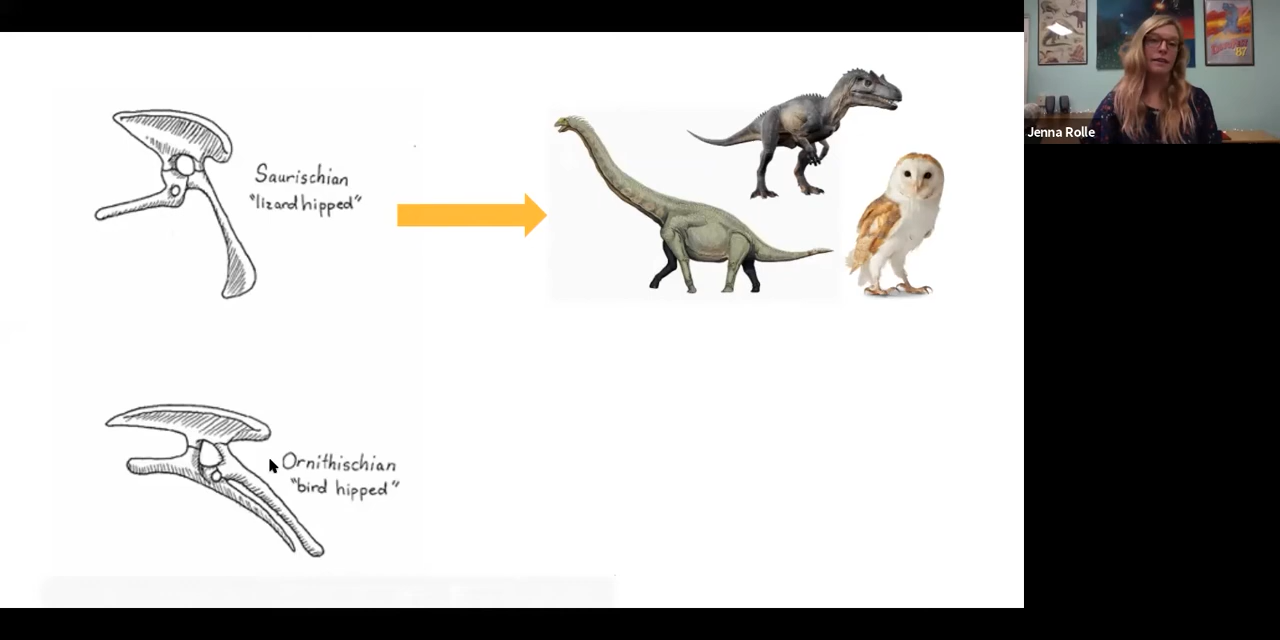 Saurischian
"lizard hipped"
Ornithischian
"bird hipped"
Jenna Rolle